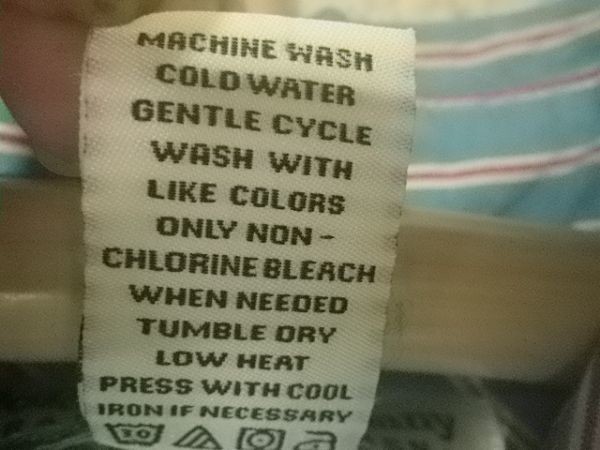 MACHINE WASH
COLD WATER
GENTLE CYCLE
WASH WITH
LIKE COLORS
ONLY NON-
CHLORINE BLEACH
WHEN NEEDED
TUMBLE DRY
LOW HEAT
PRESS WITH COOL
IRON IF NECESSARY
30